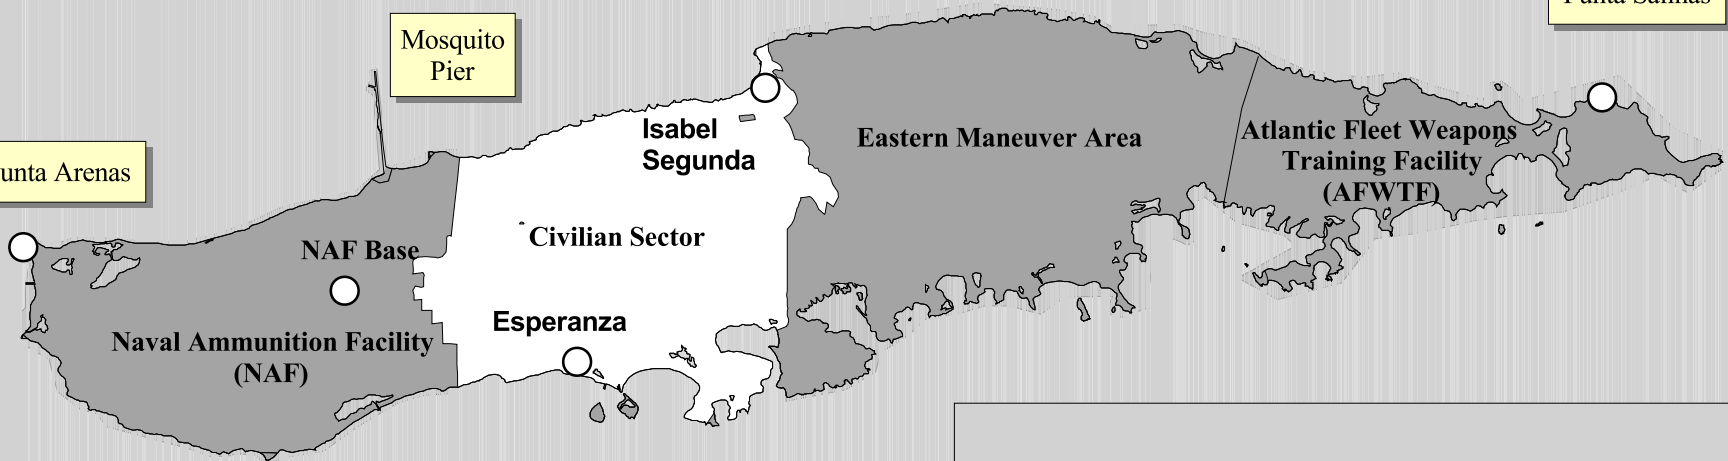 Mosquito
Pier
unta Arenas
Isabel
Segunda
Eastern Maneuver Area
Atlantic Fleet Weapons
Training Facility
(AFWTF)
Civilian Sector
NAF Base
Esperanza
Naval Ammunition Facility
(NAF)